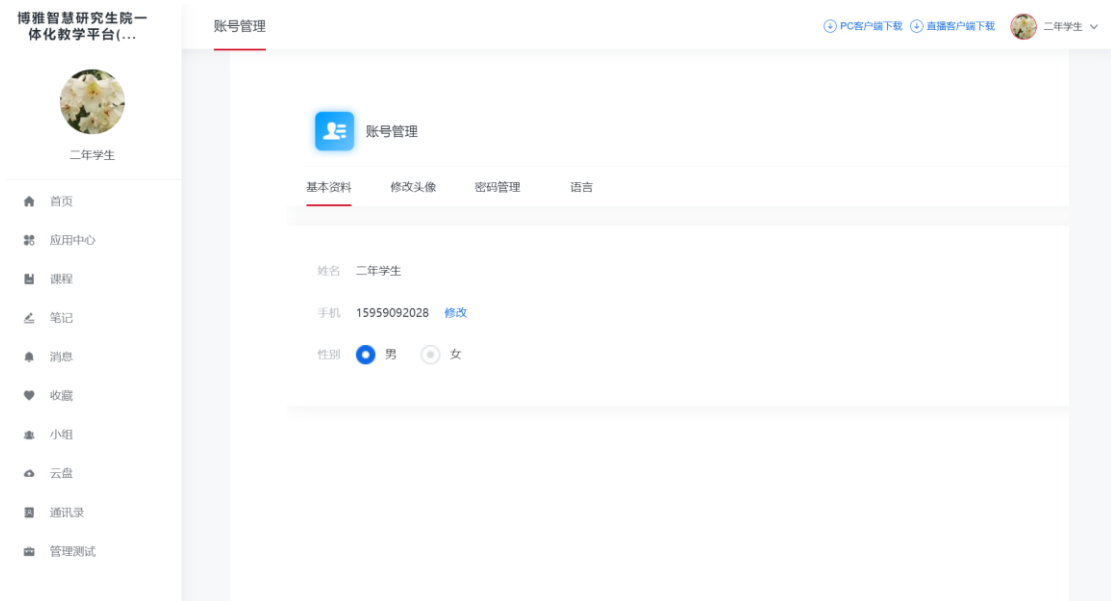 博雅智慧研究生院一
体化教学平台(...
二年学生
首页
应用中心
课程
笔记
消息
收藏
小组
云盘
通讯录
管理测试
账号管理
PC客户端下载 直播客户端下载 二年学生
账号管理
基本资料 修改头像 密码管理 语言
姓名 二年学生
手机 15959092028 修改
性别 男 女